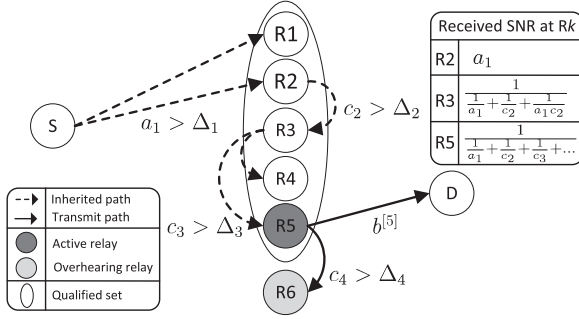 R1
R2
R3
R4
R5
R6
S
D
a₁ > Δ₁
c₂ > Δ₂
c₃ > Δ₃
c₄ > Δ₄
b^[5]
Received SNR at Rk
R2 a₁
R3 1 / (1/a₁ + 1/c₂ + 1/(a₁c₂))
R5 1 / (1/a₁ + 1/c₂ + 1/c₃ + ...)
Inherited path
Transmit path
Active relay
Overhearing relay
Qualified set